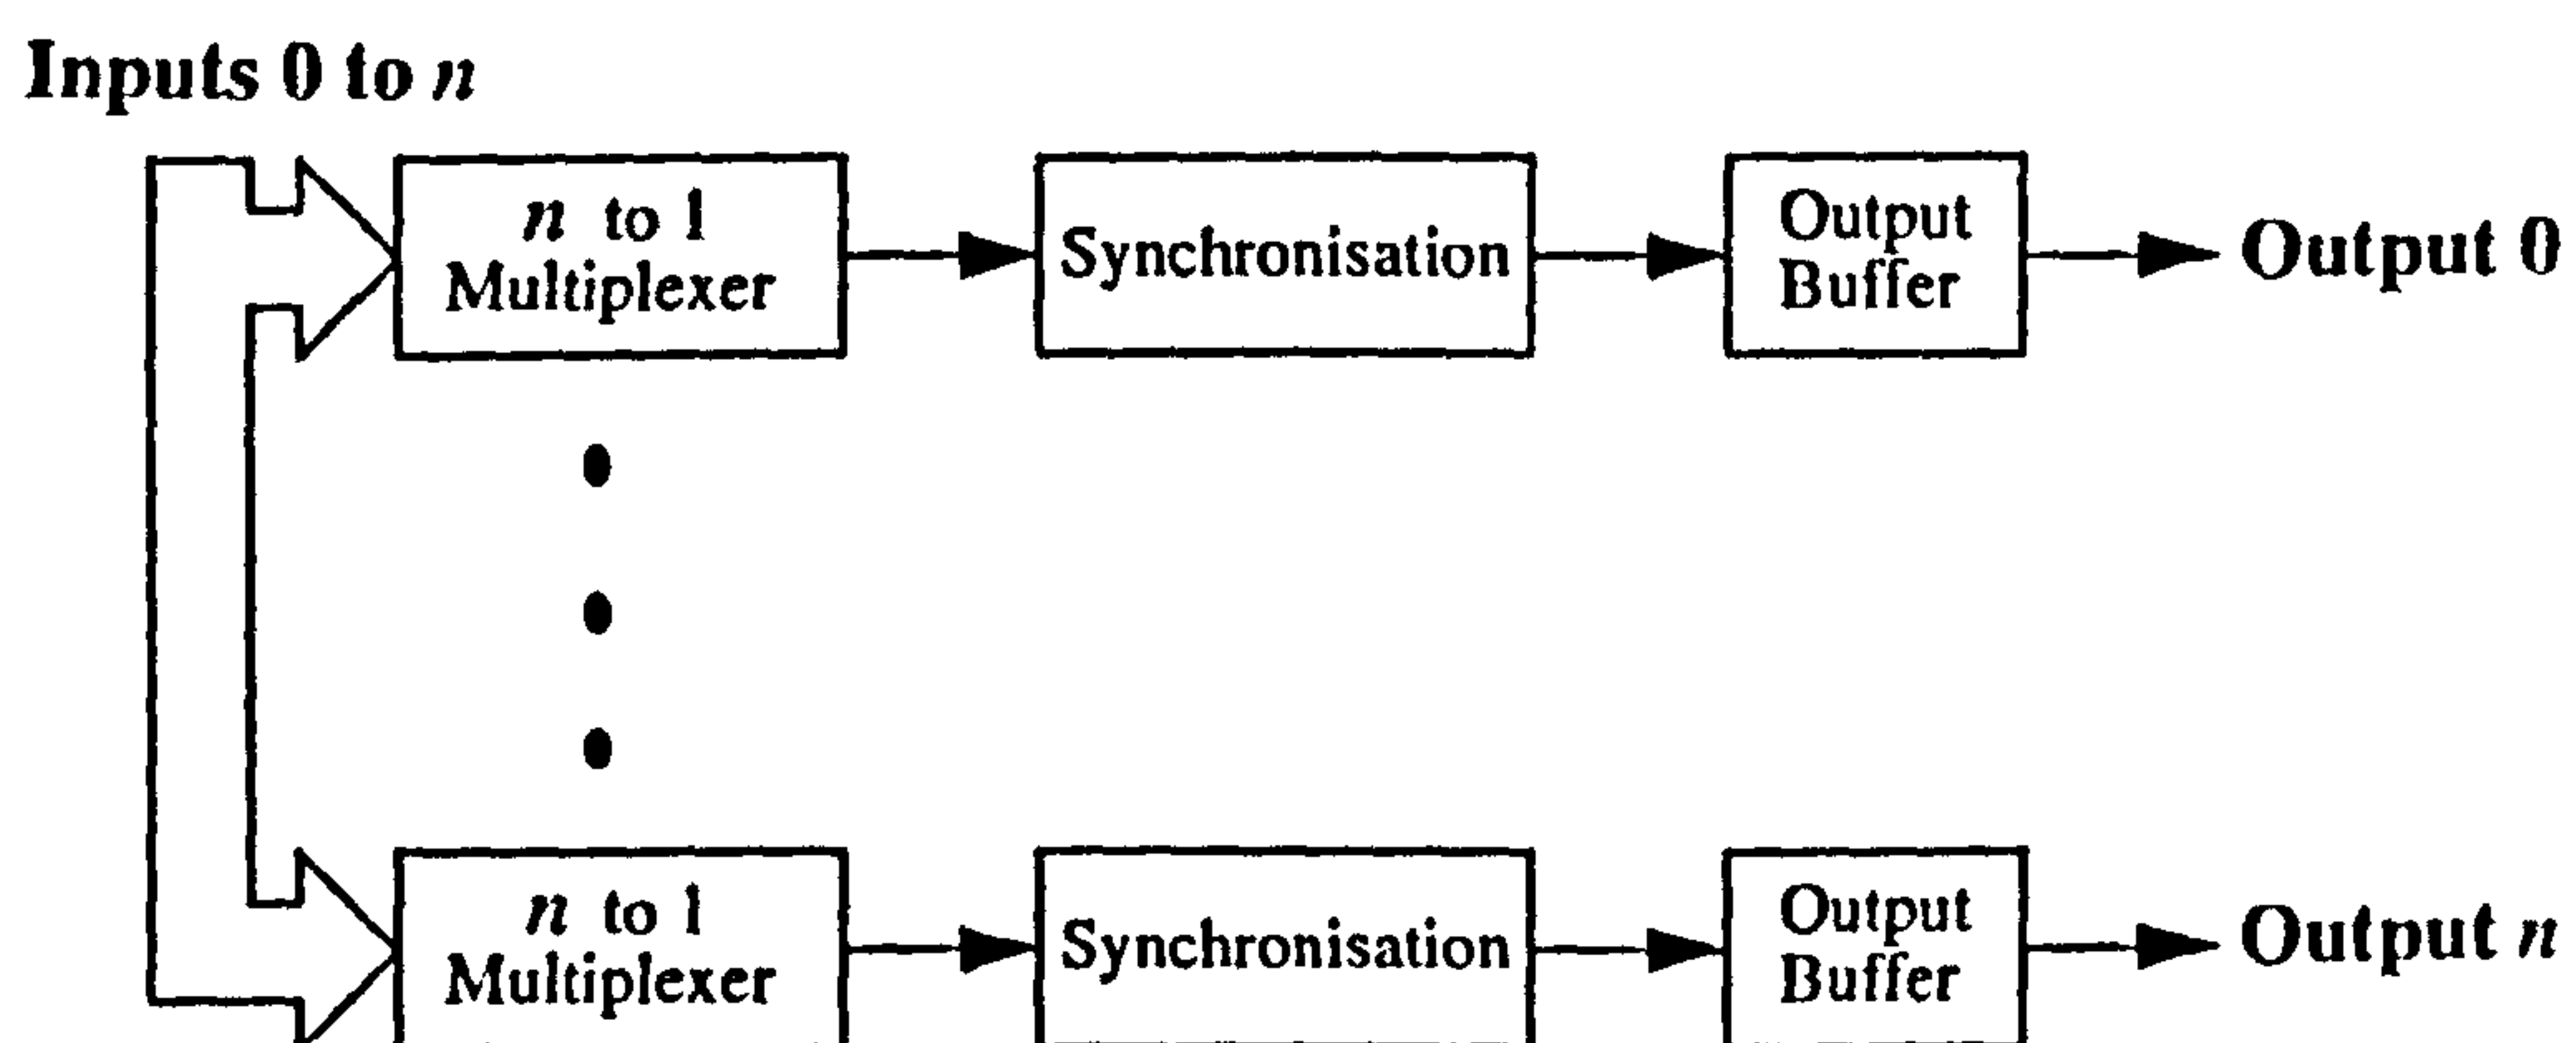 Inputs 0 to n
n to 1
Multiplexer
Synchronisation
Output
Buffer
Output 0
n to 1
Multiplexer
Synchronisation
Output
Buffer
Output n